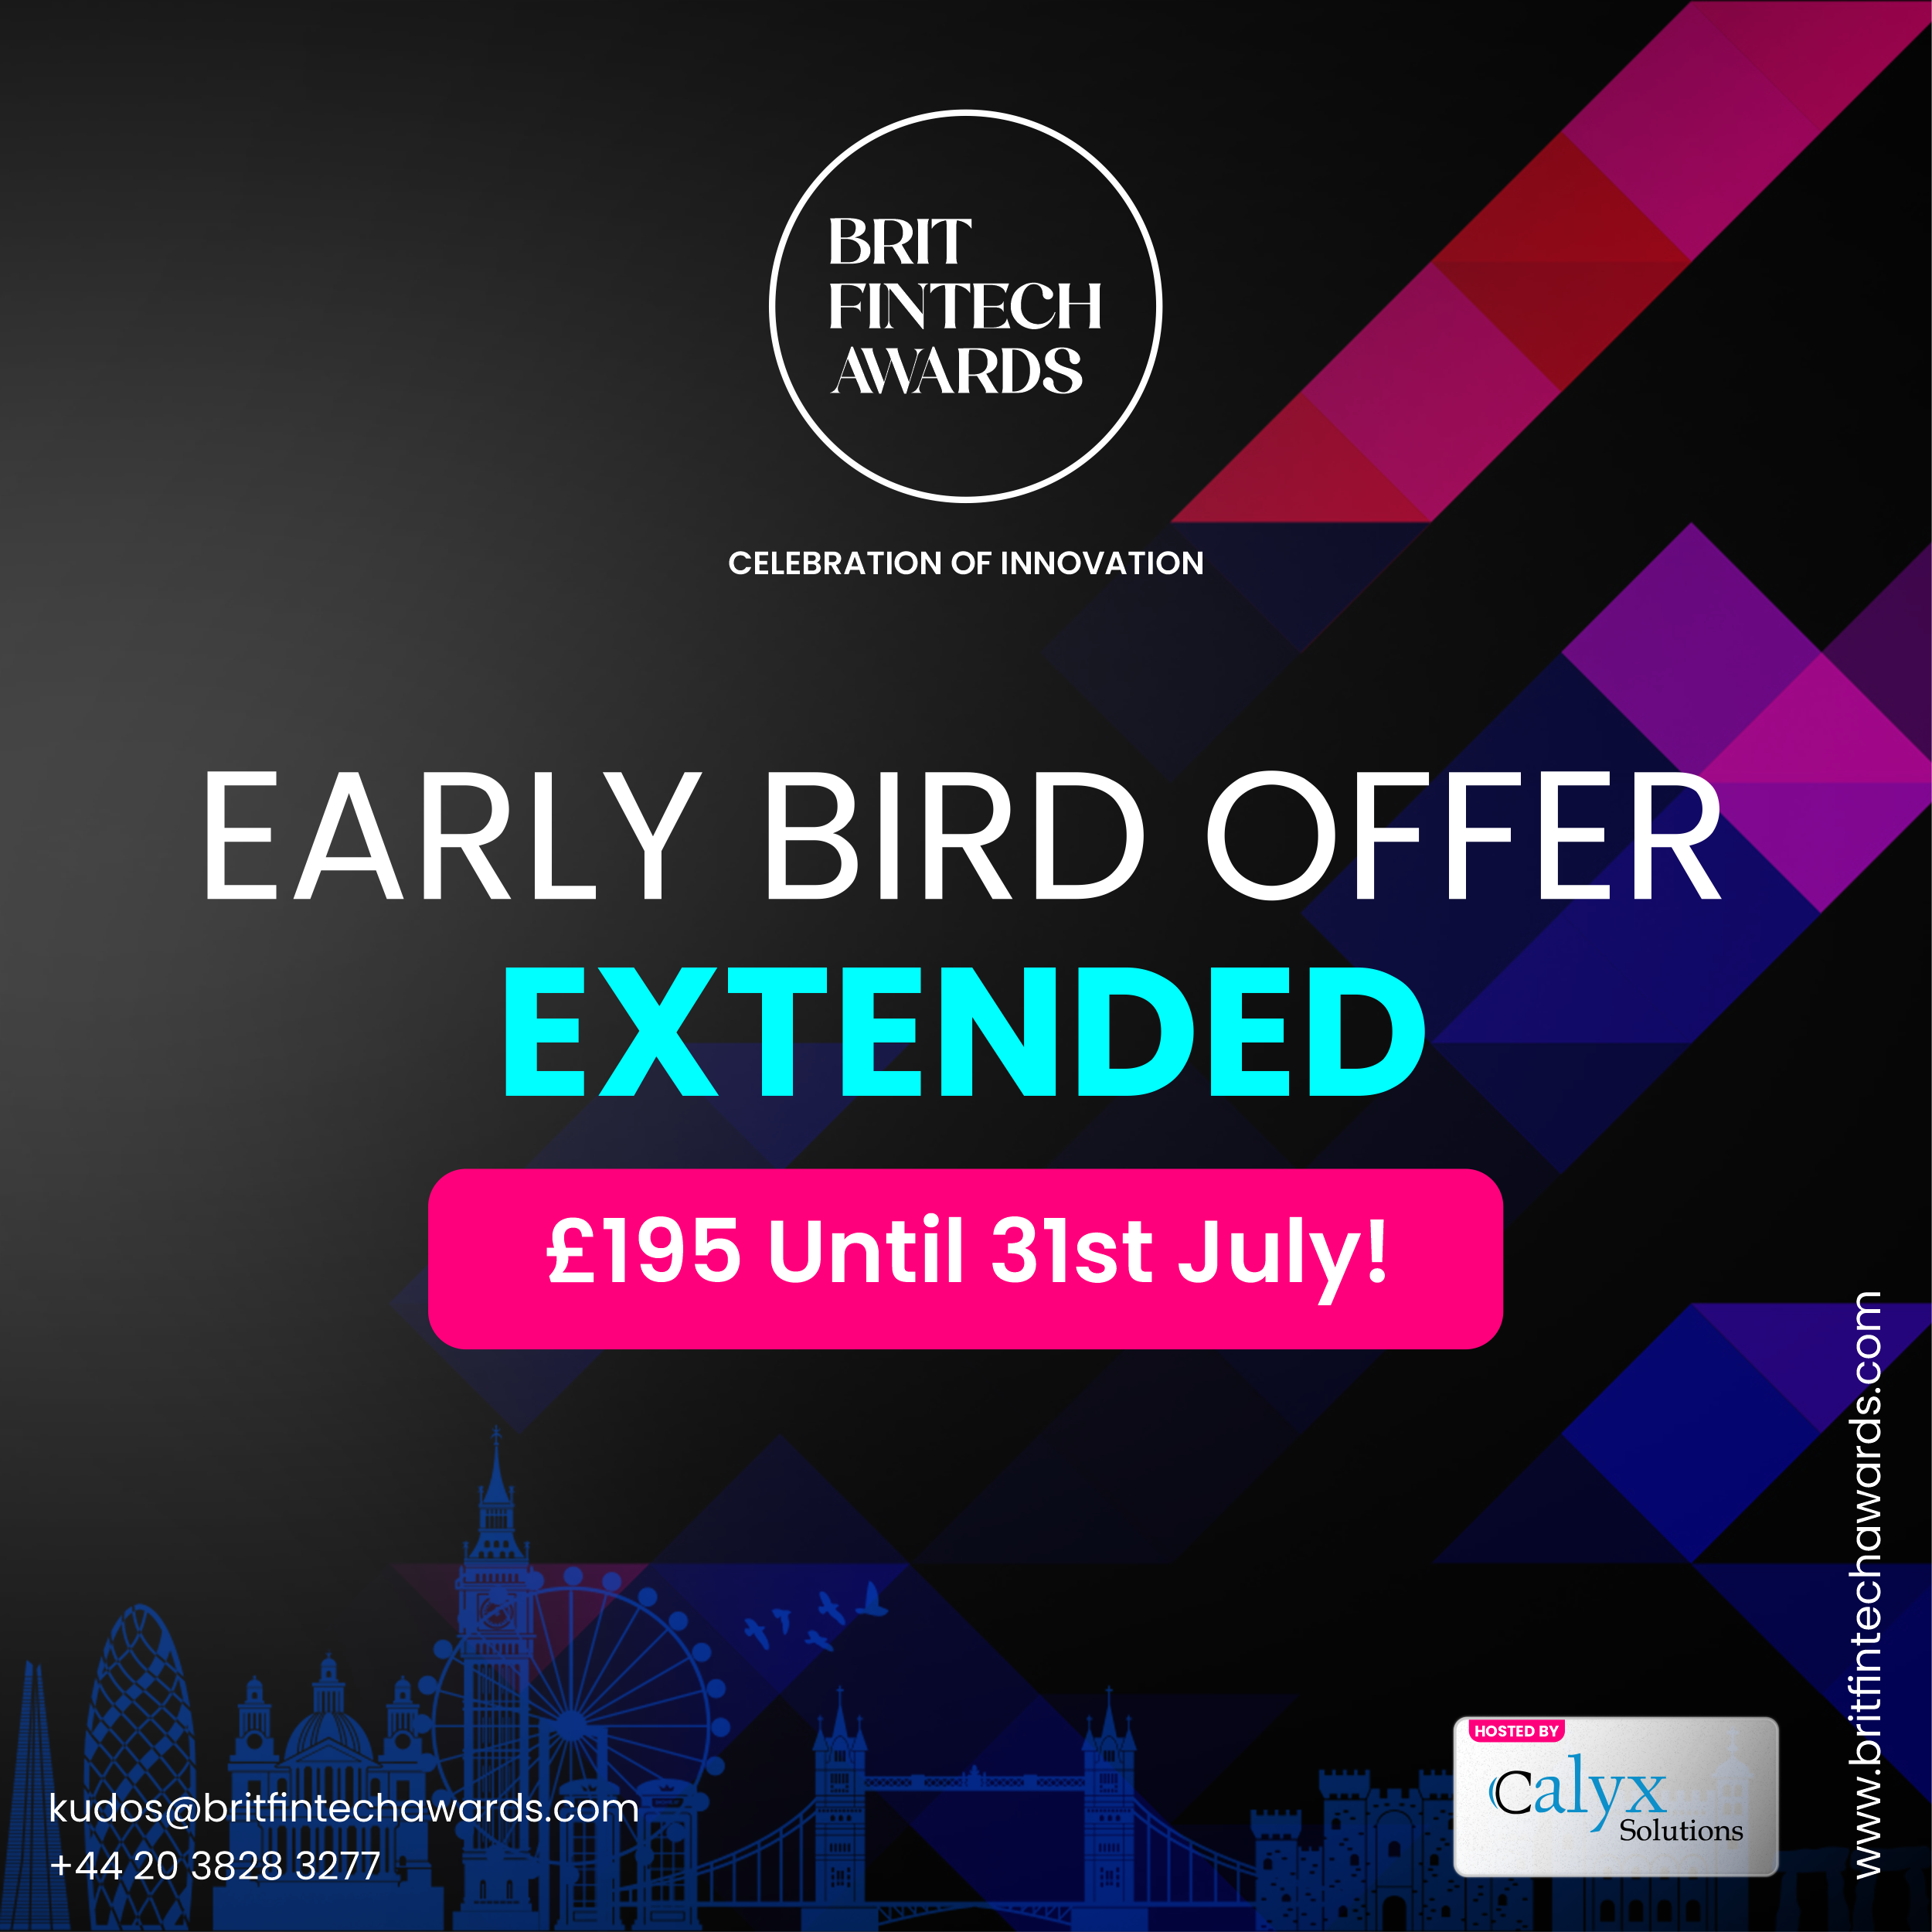 BRIT
FINTECH
AWARDS
CELEBRATION OF INNOVATION
EARLY BIRD OFFER
EXTENDED
£195 Until 31st July!
www.britfintechawards.com
kudos@britfintechawards.com
+44 20 3828 3277
HOSTED BY
Calyx
Solutions